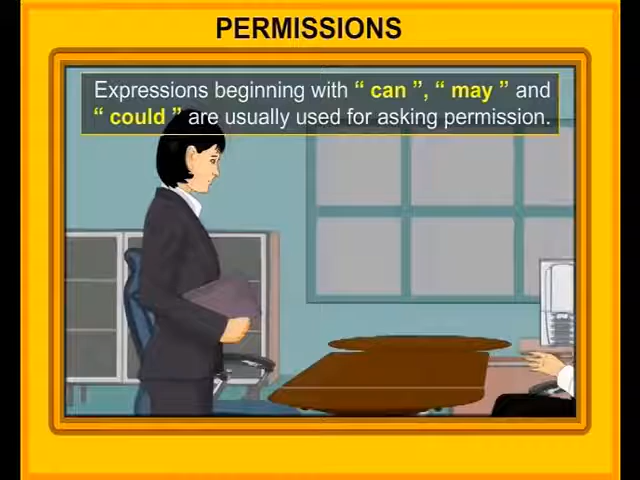 PERMISSIONS
Expressions beginning with “ can ”, “ may ” and
“ could ” are usually used for asking permission.